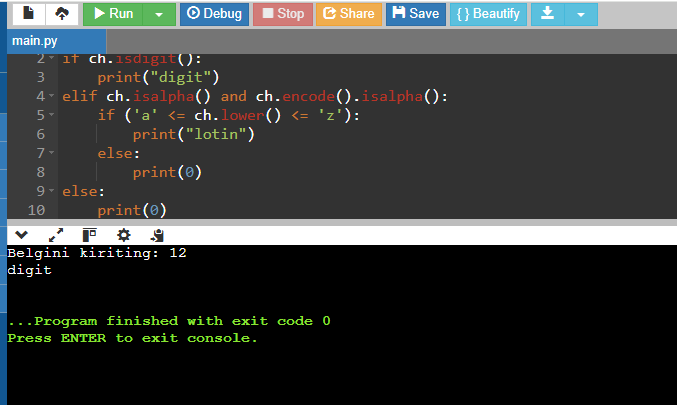 Run Debug Stop Share Save { } Beautify
main.py
2 if ch.isdigit():
3 print("digit")
4 elif ch.isalpha() and ch.encode().isalpha():
5 if ('a' <= ch.lower() <= 'z'):
6 print("lotin")
7 else:
8 print(0)
9 else:
10 print(0)
Belgini kiriting: 12
digit
...Program finished with exit code 0
Press ENTER to exit console.